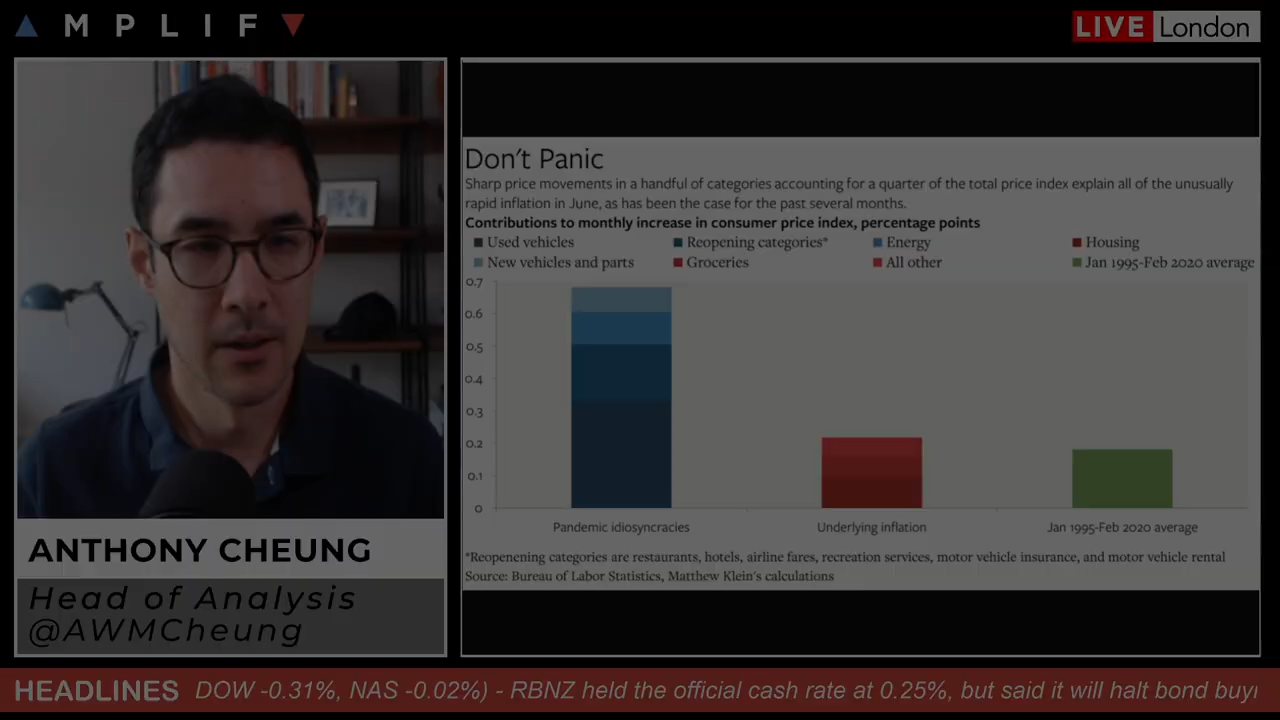 MPLIF
LIVE London
Don't Panic
Sharp price movements in a handful of categories accounting for a quarter of the total price index explain all of the unusually
rapid inflation in June, as has been the case for the past several months.
Contributions to monthly increase in consumer price index, percentage points
Used vehicles Reopening categories* Energy Housing
New vehicles and parts Groceries All other Jan 1995-Feb 2020 average
0.7
0.6
0.5
0.4
0.3
0.2
0.1
0
Pandemic idiosyncracies Underlying inflation Jan 1995-Feb 2020 average
*Reopenening categories are restaurants, hotels, airline fares, recreation services, motor vehicle insurance, and motor vehicle rental
Source: Bureau of Labor Statistics, Matthew Klein's calculations
ANTHONY CHEUNG
Head of Analysis
@AWMCheung
HEADLINES DOW -0.31%, NAS -0.02%) - RBNZ held the official cash rate at 0.25%, but said it will halt bond buyi